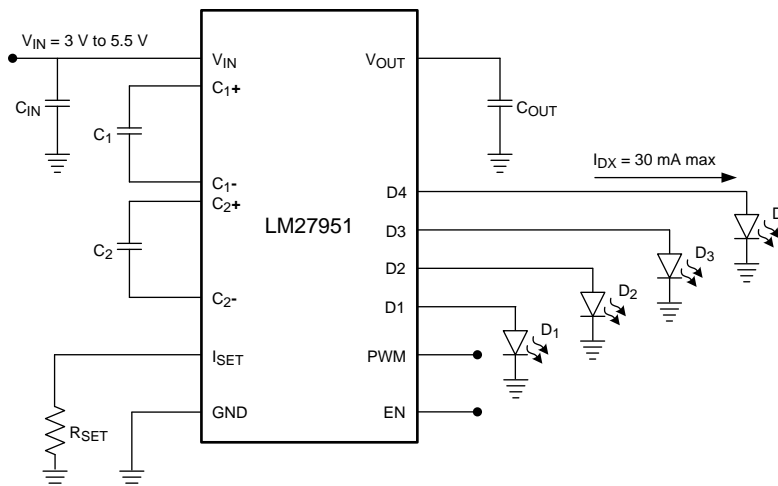 V_IN = 3 V to 5.5 V
V_IN
V_OUT
C_1+
C_IN
C_1
C_OUT
I_DX = 30 mA max
C_1-
C_2+
D4
LM27951
D
D3
C_2
D2
D_3
C_2-
D1
D_2
D_1
I_SET
PWM
R_SET
GND
EN